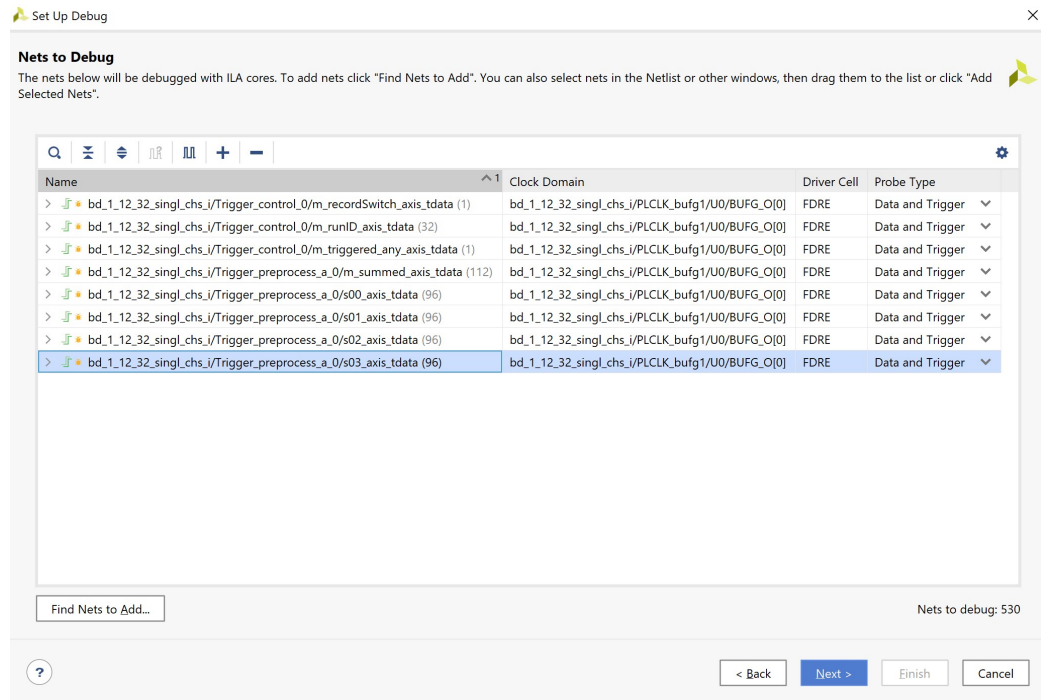 Set Up Debug
Nets to Debug
The nets below will be debugged with ILA cores. To add nets click "Find Nets to Add". You can also select nets in the Netlist or other windows, then drag them to the list or click "Add
Selected Nets".
Name 1 Clock Domain Driver Cell Probe Type
bd_1_12_32_singl_chs_i/Trigger_control_0/m_recordSwitch_axis_tdata (1) bd_1_12_32_singl_chs_i/PLCLK_bufg1/U0/BUFG_O[0] FDRE Data and Trigger
bd_1_12_32_singl_chs_i/Trigger_control_0/m_runID_axis_tdata (32) bd_1_12_32_singl_chs_i/PLCLK_bufg1/U0/BUFG_O[0] FDRE Data and Trigger
bd_1_12_32_singl_chs_i/Trigger_control_0/m_triggered_any_axis_tdata (1) bd_1_12_32_singl_chs_i/PLCLK_bufg1/U0/BUFG_O[0] FDRE Data and Trigger
bd_1_12_32_singl_chs_i/Trigger_preprocess_a_0/m_summed_axis_tdata (112) bd_1_12_32_singl_chs_i/PLCLK_bufg1/U0/BUFG_O[0] FDRE Data and Trigger
bd_1_12_32_singl_chs_i/Trigger_preprocess_a_0/s00_axis_tdata (96) bd_1_12_32_singl_chs_i/PLCLK_bufg1/U0/BUFG_O[0] FDRE Data and Trigger
bd_1_12_32_singl_chs_i/Trigger_preprocess_a_0/s01_axis_tdata (96) bd_1_12_32_singl_chs_i/PLCLK_bufg1/U0/BUFG_O[0] FDRE Data and Trigger
bd_1_12_32_singl_chs_i/Trigger_preprocess_a_0/s02_axis_tdata (96) bd_1_12_32_singl_chs_i/PLCLK_bufg1/U0/BUFG_O[0] FDRE Data and Trigger
bd_1_12_32_singl_chs_i/Trigger_preprocess_a_0/s03_axis_tdata (96) bd_1_12_32_singl_chs_i/PLCLK_bufg1/U0/BUFG_O[0] FDRE Data and Trigger
Find Nets to Add... Nets to debug: 530
? < Back Next > Finish Cancel